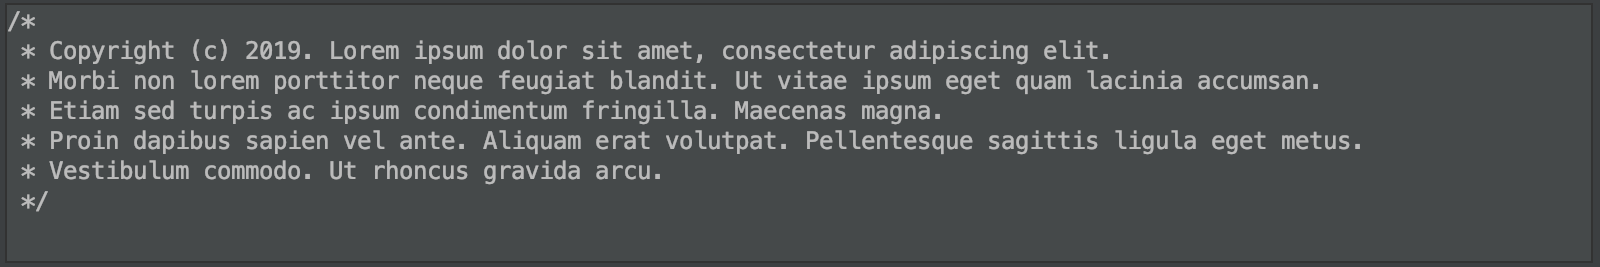 /*
 * Copyright (c) 2019. Lorem ipsum dolor sit amet, consectetur adipiscing elit.
 * Morbi non lorem porttitor neque feugiat blandit. Ut vitae ipsum eget quam lacinia accumsan.
 * Etiam sed turpis ac ipsum condimentum fringilla. Maecenas magna.
 * Proin dapibus sapien vel ante. Aliquam erat volutpat. Pellentesque sagittis ligula eget metus.
 * Vestibulum commodo. Ut rhoncus gravida arcu.
 */